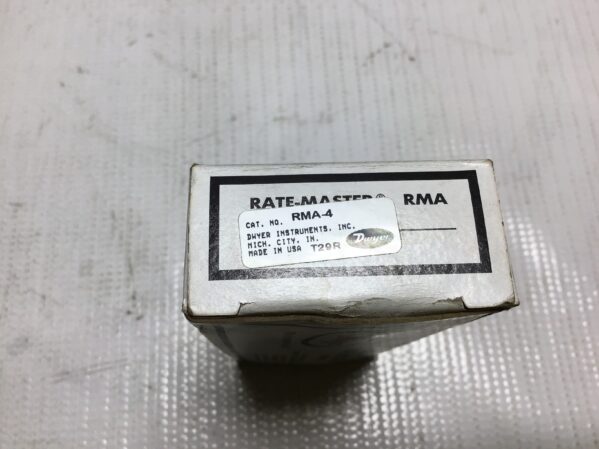 RATE-MASTER® RMA
CAT. NO. RMA-4
DWYER INSTRUMENTS, INC.
MICH. CITY, IN.
MADE IN USA T29R
Dwyer